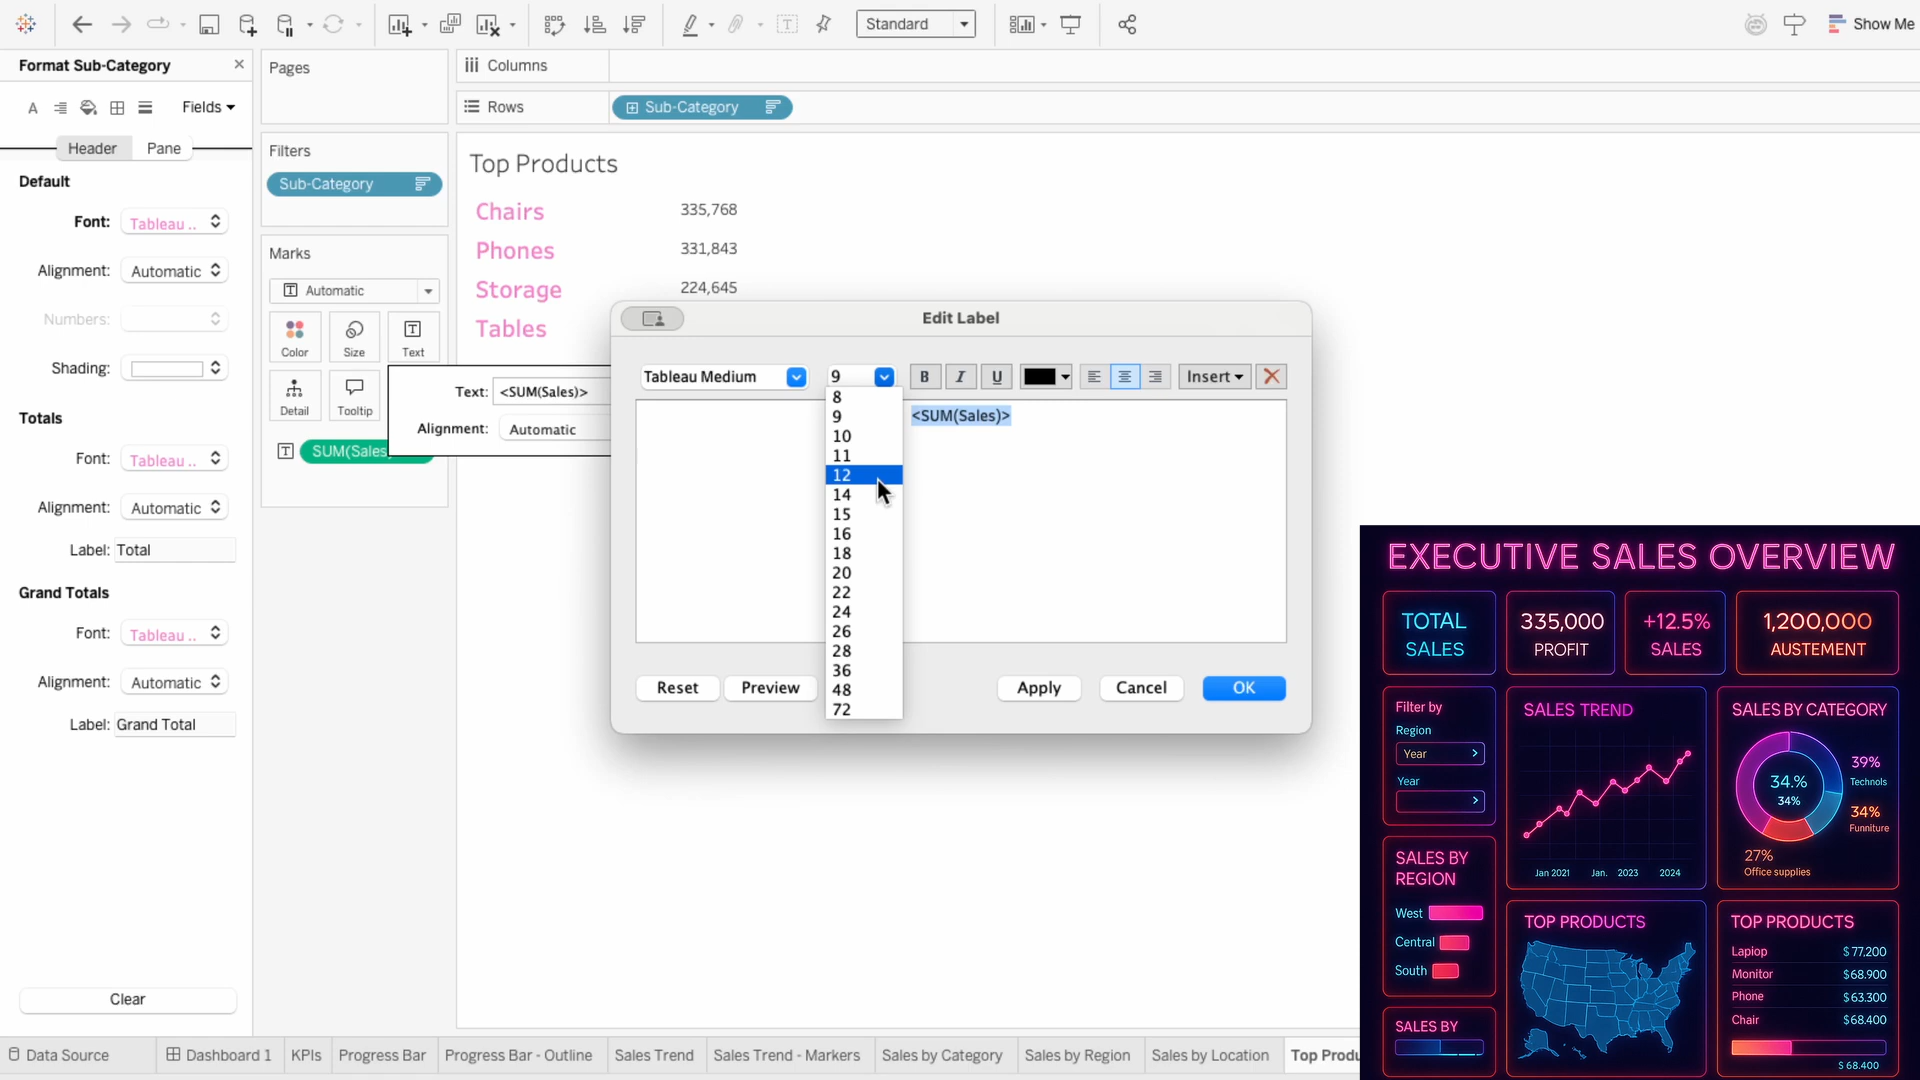 Standard
Show Me
Format Sub-Category
Fields
Header
Pane
Default
Font: Tableau ..
Alignment: Automatic
Numbers:
Shading:
Totals
Font: Tableau ..
Alignment: Automatic
Label: Total
Grand Totals
Font: Tableau ..
Alignment: Automatic
Label: Grand Total
Clear
Pages
Filters
Sub-Category
Marks
Automatic
Color
Size
Text
Detail
Tooltip
SUM(Sales
Text: <SUM(Sales)>
Alignment: Automatic
Columns
Rows
Sub-Category
Top Products
Chairs 335,768
Phones 331,843
Storage 224,645
Tables
Edit Label
Tableau Medium
9
B I U
Insert
<SUM(Sales)>
8
9
10
11
12
14
15
16
18
20
22
24
26
28
36
48
72
Reset
Preview
Apply
Cancel
OK
EXECUTIVE SALES OVERVIEW
TOTAL
SALES
335,000
PROFIT
+12.5%
SALES
1,200,000
AUSTEMENT
Filter by
Region
Year
Year
SALES TREND
Jan 2021 Jan. 2023 2024
SALES BY CATEGORY
34.%
34%
39%
Technols
34%
Funniture
27%
Office supplies
SALES BY
REGION
West
Central
South
SALES BY
TOP PRODUCTS
TOP PRODUCTS
Lapiop $77,200
Monitor $68.900
Phone $63.300
Chair $68.400
$ 68.400
Data Source
Dashboard 1
KPIs
Progress Bar
Progress Bar - Outline
Sales Trend
Sales Trend - Markers
Sales by Category
Sales by Region
Sales by Location
Top Produ